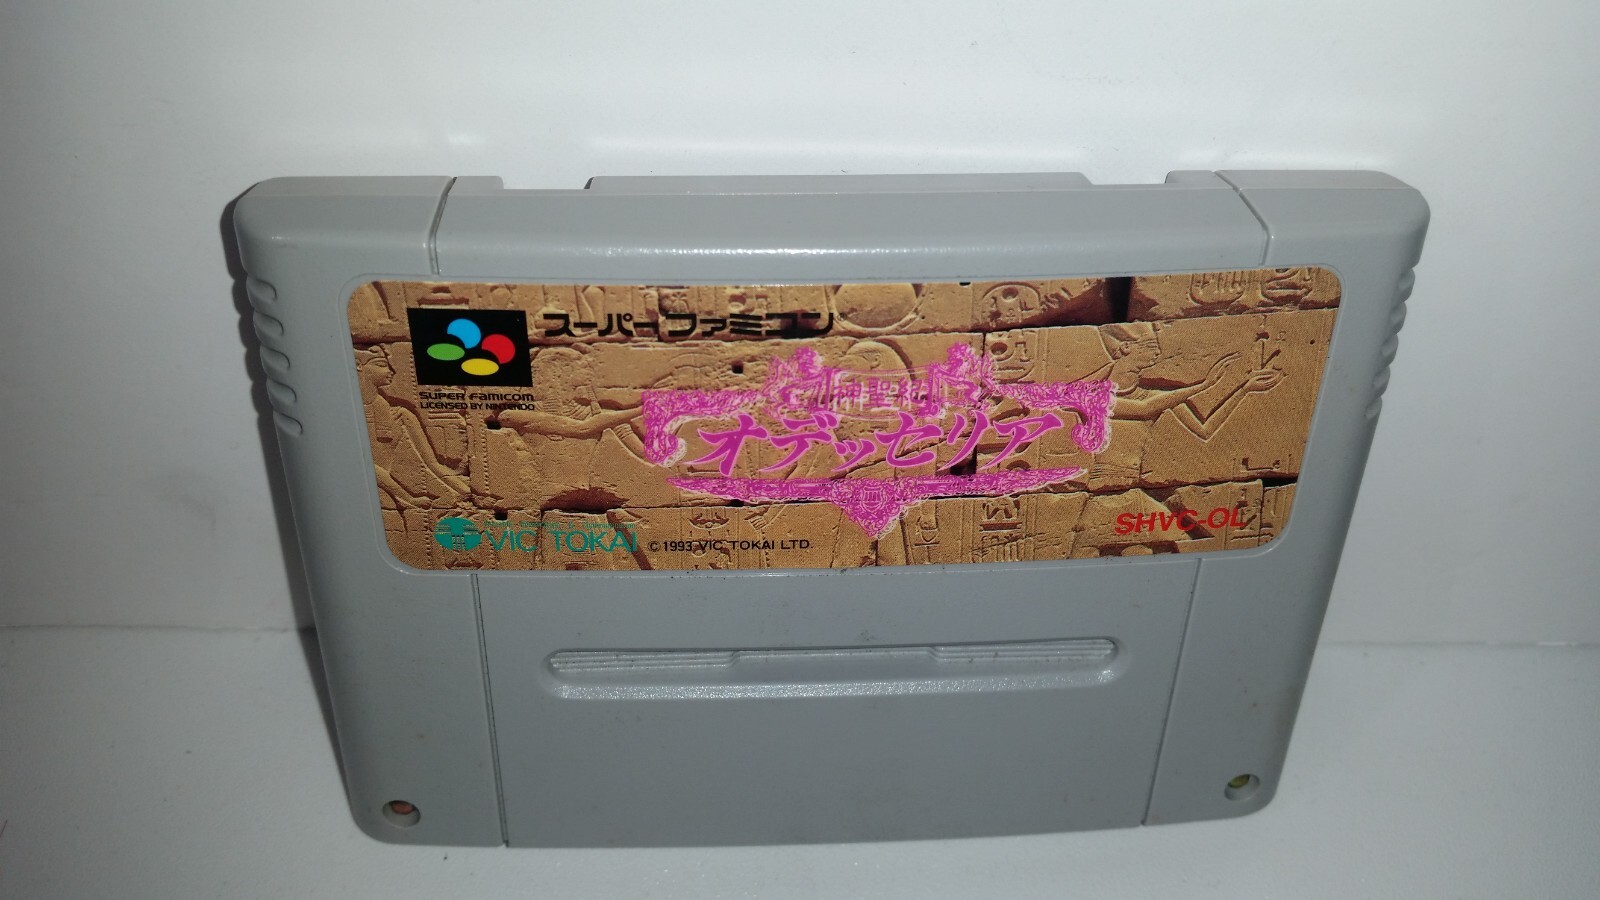 スーパーファミコン
SUPER FAMICOM
LICENSED BY NINTENDO
神聖紀
オデッセリア
VIC TOKAI
© 1993 VIC TOKAI LTD.
SHVC-OL